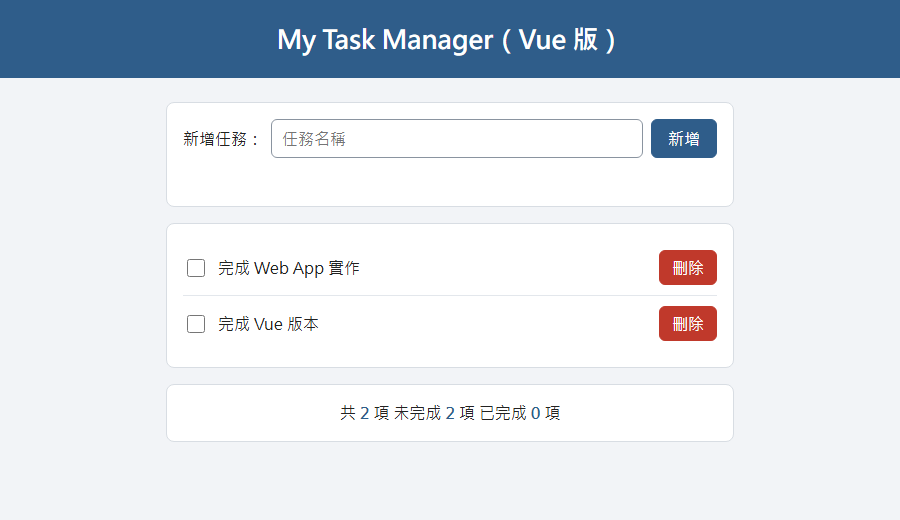 My Task Manager（Vue 版）
新增任務： 任務名稱 新增
完成 Web App 實作 刪除
完成 Vue 版本 刪除
共 2 項 未完成 2 項 已完成 0 項